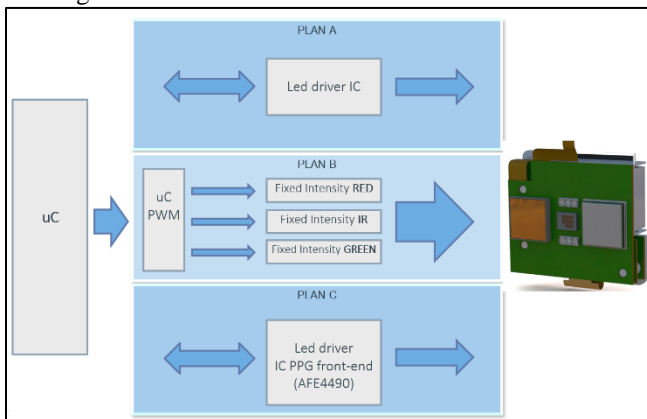 PLAN A
Led driver IC
PLAN B
uC
uC
PWM
Fixed Intensity RED
Fixed Intensity IR
Fixed Intensity GREEN
PLAN C
Led driver
IC PPG front-end
(AFE4490)